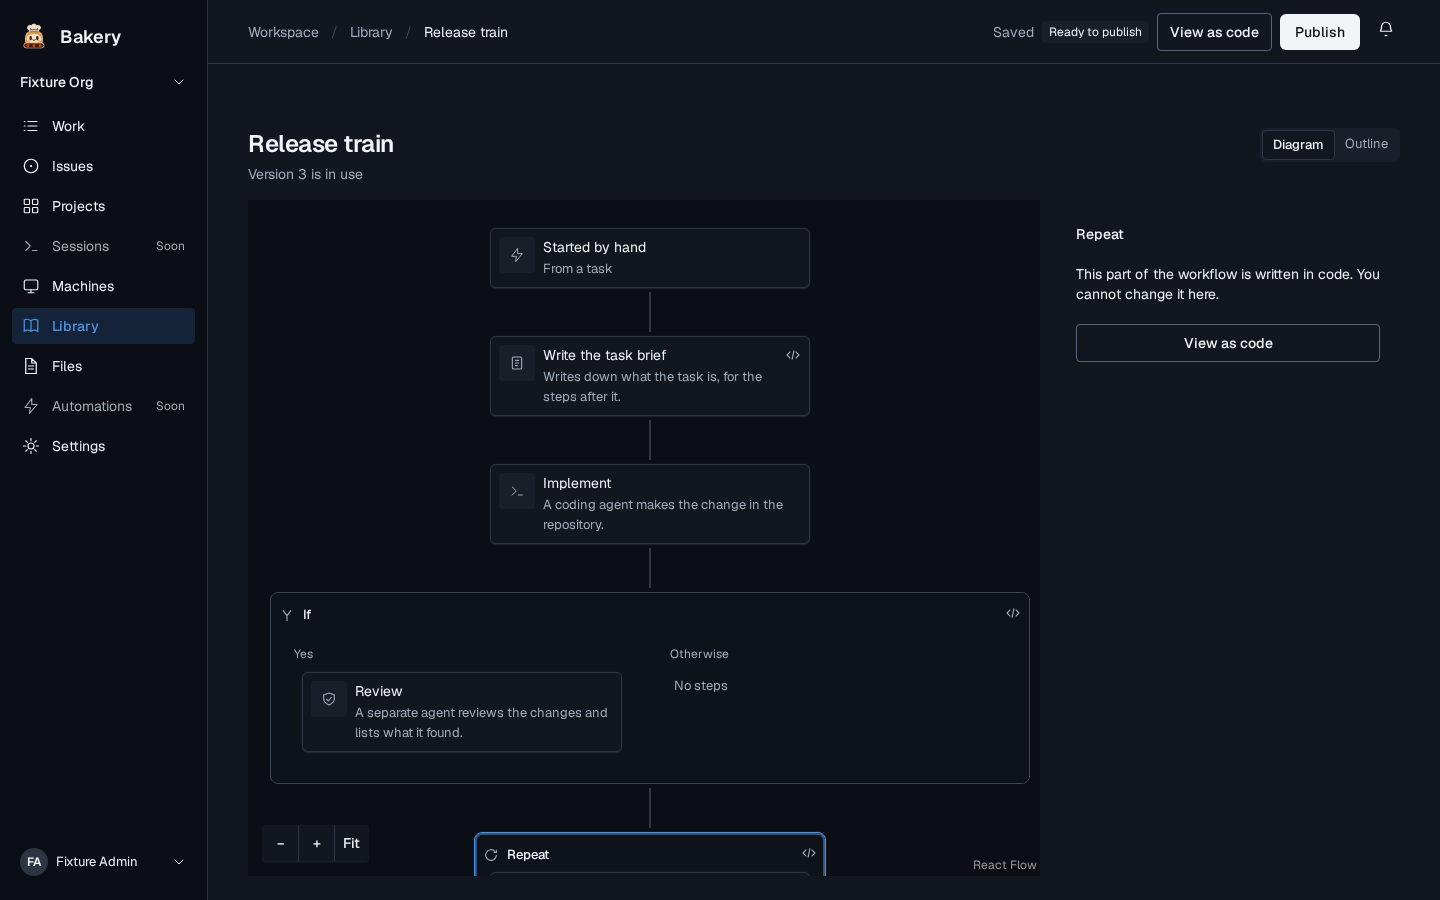 Bakery
Fixture Org
Work
Issues
Projects
Sessions Soon
Machines
Library
Files
Automations Soon
Settings
FA Fixture Admin
Workspace / Library / Release train
Saved Ready to publish View as code Publish
Release train
Version 3 is in use
Diagram Outline
Started by hand
From a task
Write the task brief
Writes down what the task is, for the
steps after it.
Implement
A coding agent makes the change in the
repository.
If
Yes
Otherwise
Review
A separate agent reviews the changes and
lists what it found.
No steps
Repeat
− + Fit
React Flow
Repeat
This part of the workflow is written in code. You
cannot change it here.
View as code